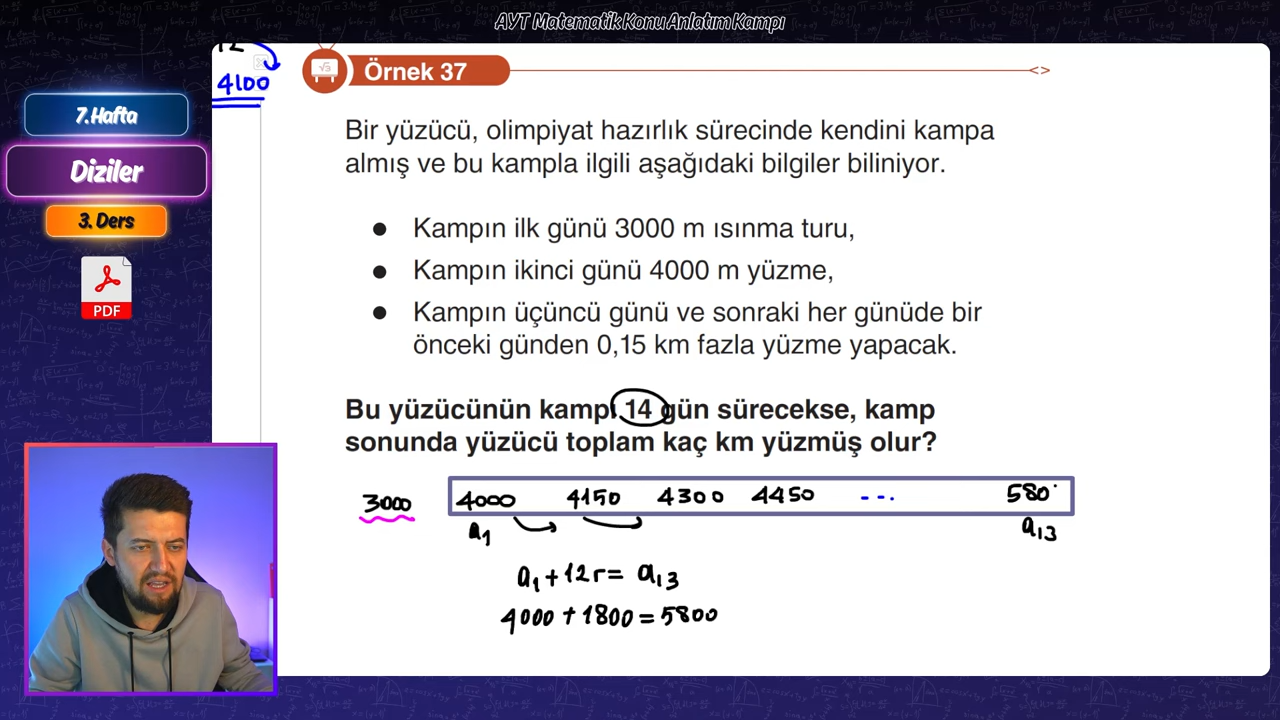 AYT Matematik Konu Anlatım Kampı
12
4100
7.Hafta
Diziler
3. Ders
PDF
√3
Örnek 37
<>
Bir yüzücü, olimpiyat hazırlık sürecinde kendini kampa
almış ve bu kampla ilgili aşağıdaki bilgiler biliniyor.
● Kampın ilk günü 3000 m ısınma turu,
● Kampın ikinci günü 4000 m yüzme,
● Kampın üçüncü günü ve sonraki her günüde bir
önceki günden 0,15 km fazla yüzme yapacak.
Bu yüzücünün kampı 14 gün sürecekse, kamp
sonunda yüzücü toplam kaç km yüzmüş olur?
3000 4000 4150 4300 4450 --. 580
a₁ a₁₃
a₁+12r= a₁₃
4000+1800=5800